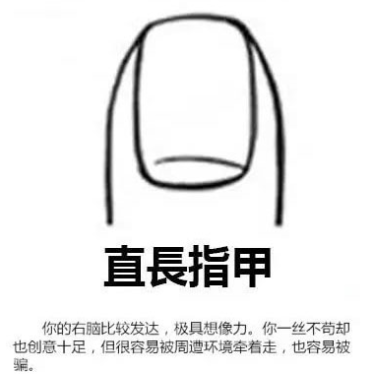 直長指甲
你的右脑比较发达，极具想像力。你一丝不苟却
也创意十足，但很容易被周遭环境牵着走，也容易被
骗。